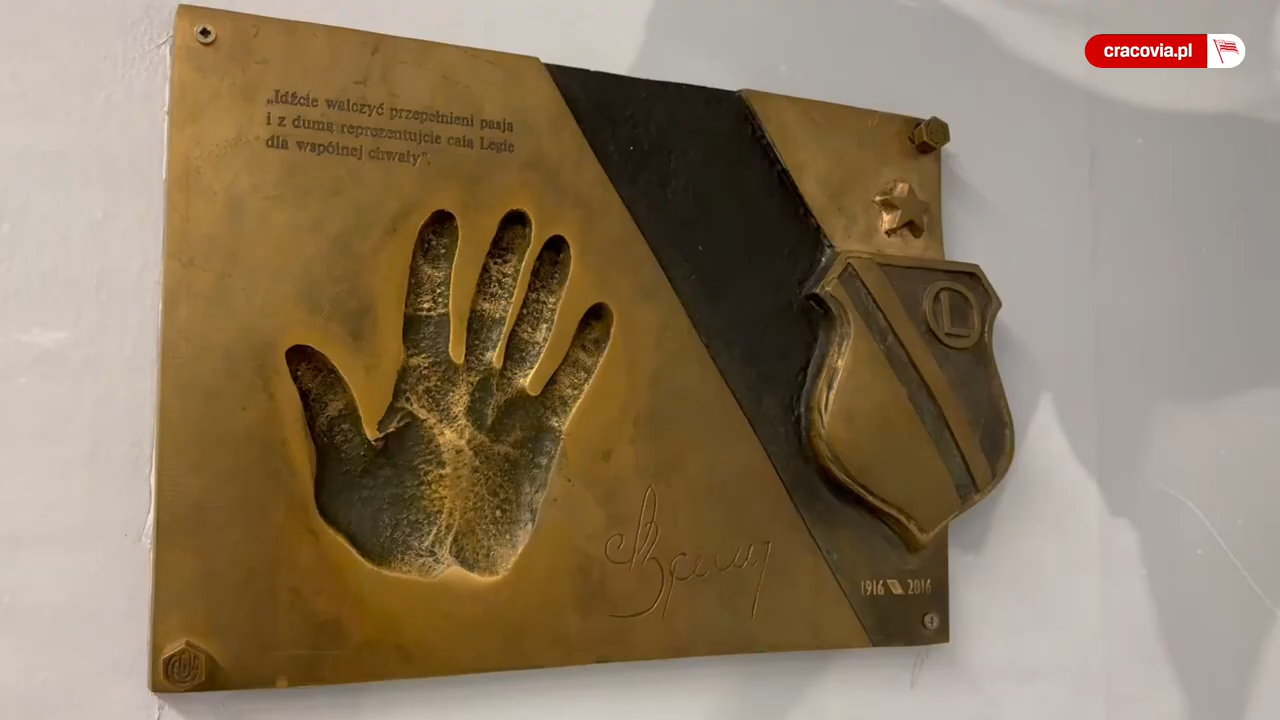 cracovia.pl
„Idźcie walczyć przepełnieni pasją
i z dumą reprezentujcie całą Legię
dla wspólnej chwały”.
L
1916 2016